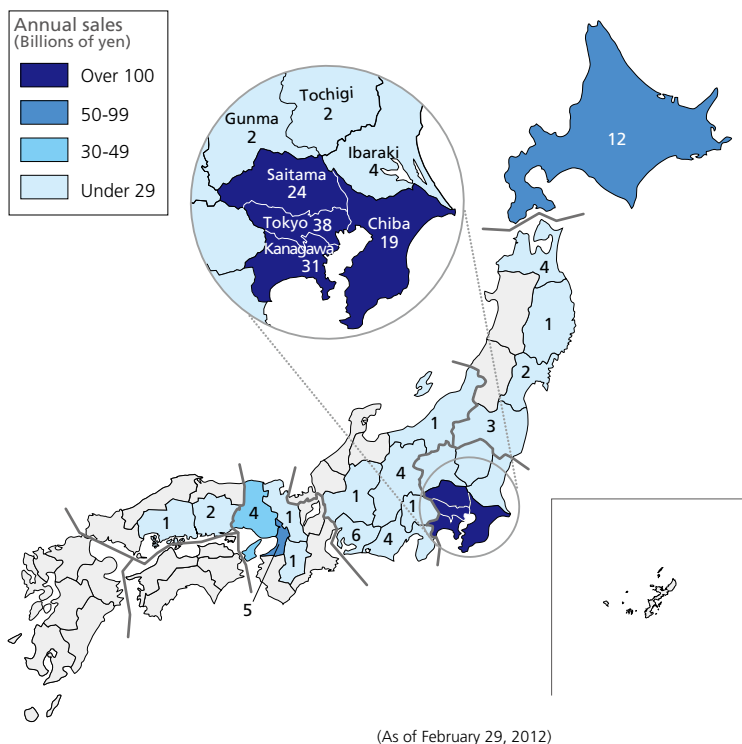 Annual sales
(Billions of yen)
Over 100
50-99
30-49
Under 29
Tochigi
2
Gunma
2
Ibaraki
4
Saitama
24
Tokyo 38
Chiba
19
Kanagawa
31
12
4
1
2
3
1
4
1
1
6
4
1
2
4
1
1
5
(As of February 29, 2012)